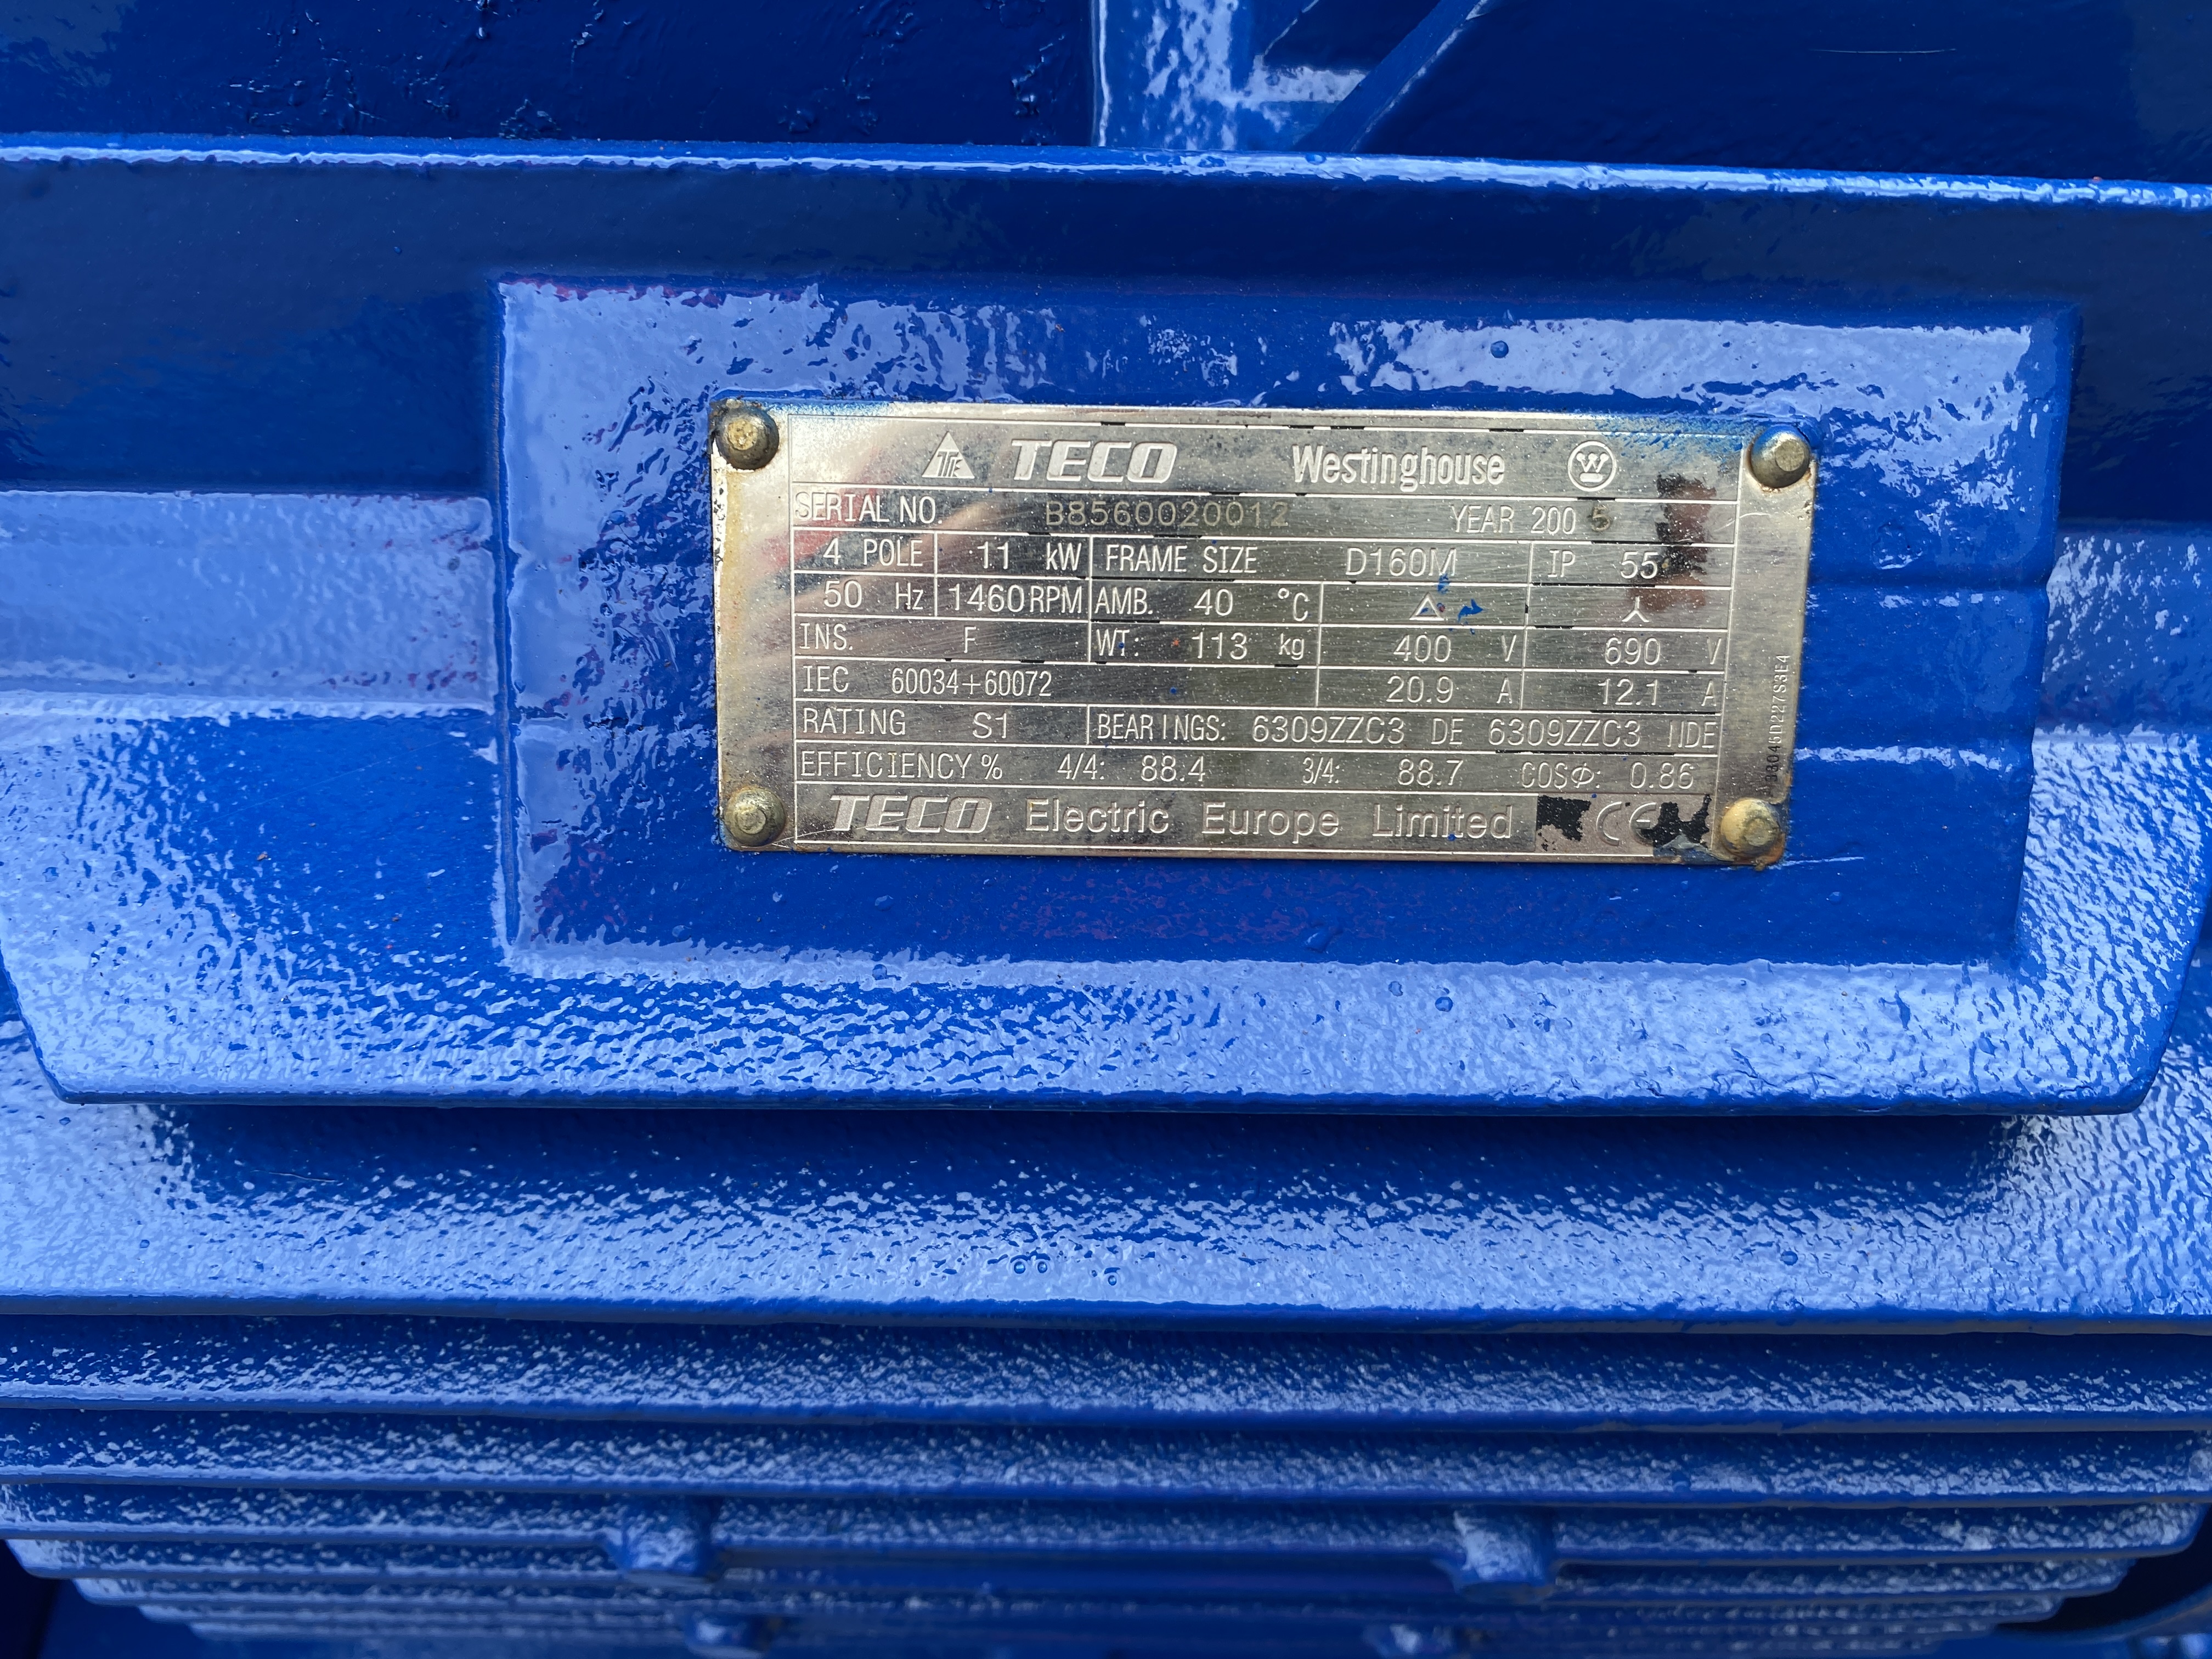 TECO Westinghouse W
SERIAL NO. B8560020012 YEAR 2005
4 POLE 11 kW FRAME SIZE D160M IP 55
50 Hz 1460 RPM AMB. 40 °C △ 人
INS. F WT: 113 kg 400 V 690 V
IEC 60034+60072 20.9 A 12.1 A
RATING S1 BEARINGS: 6309ZZC3 DE 6309ZZC3 NDE
EFFICIENCY % 4/4: 88.4 3/4: 88.7 COSΦ: 0.86
TECO Electric Europe Limited CE